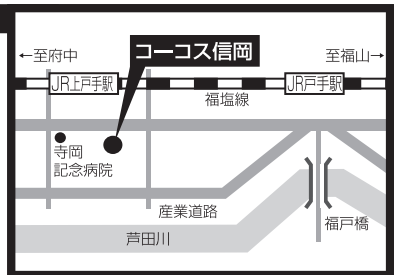 コーコス信岡
←至府中
至福山→
JR上戸手駅
JR戸手駅
福塩線
寺岡
記念病院
産業道路
福戸橋
芦田川